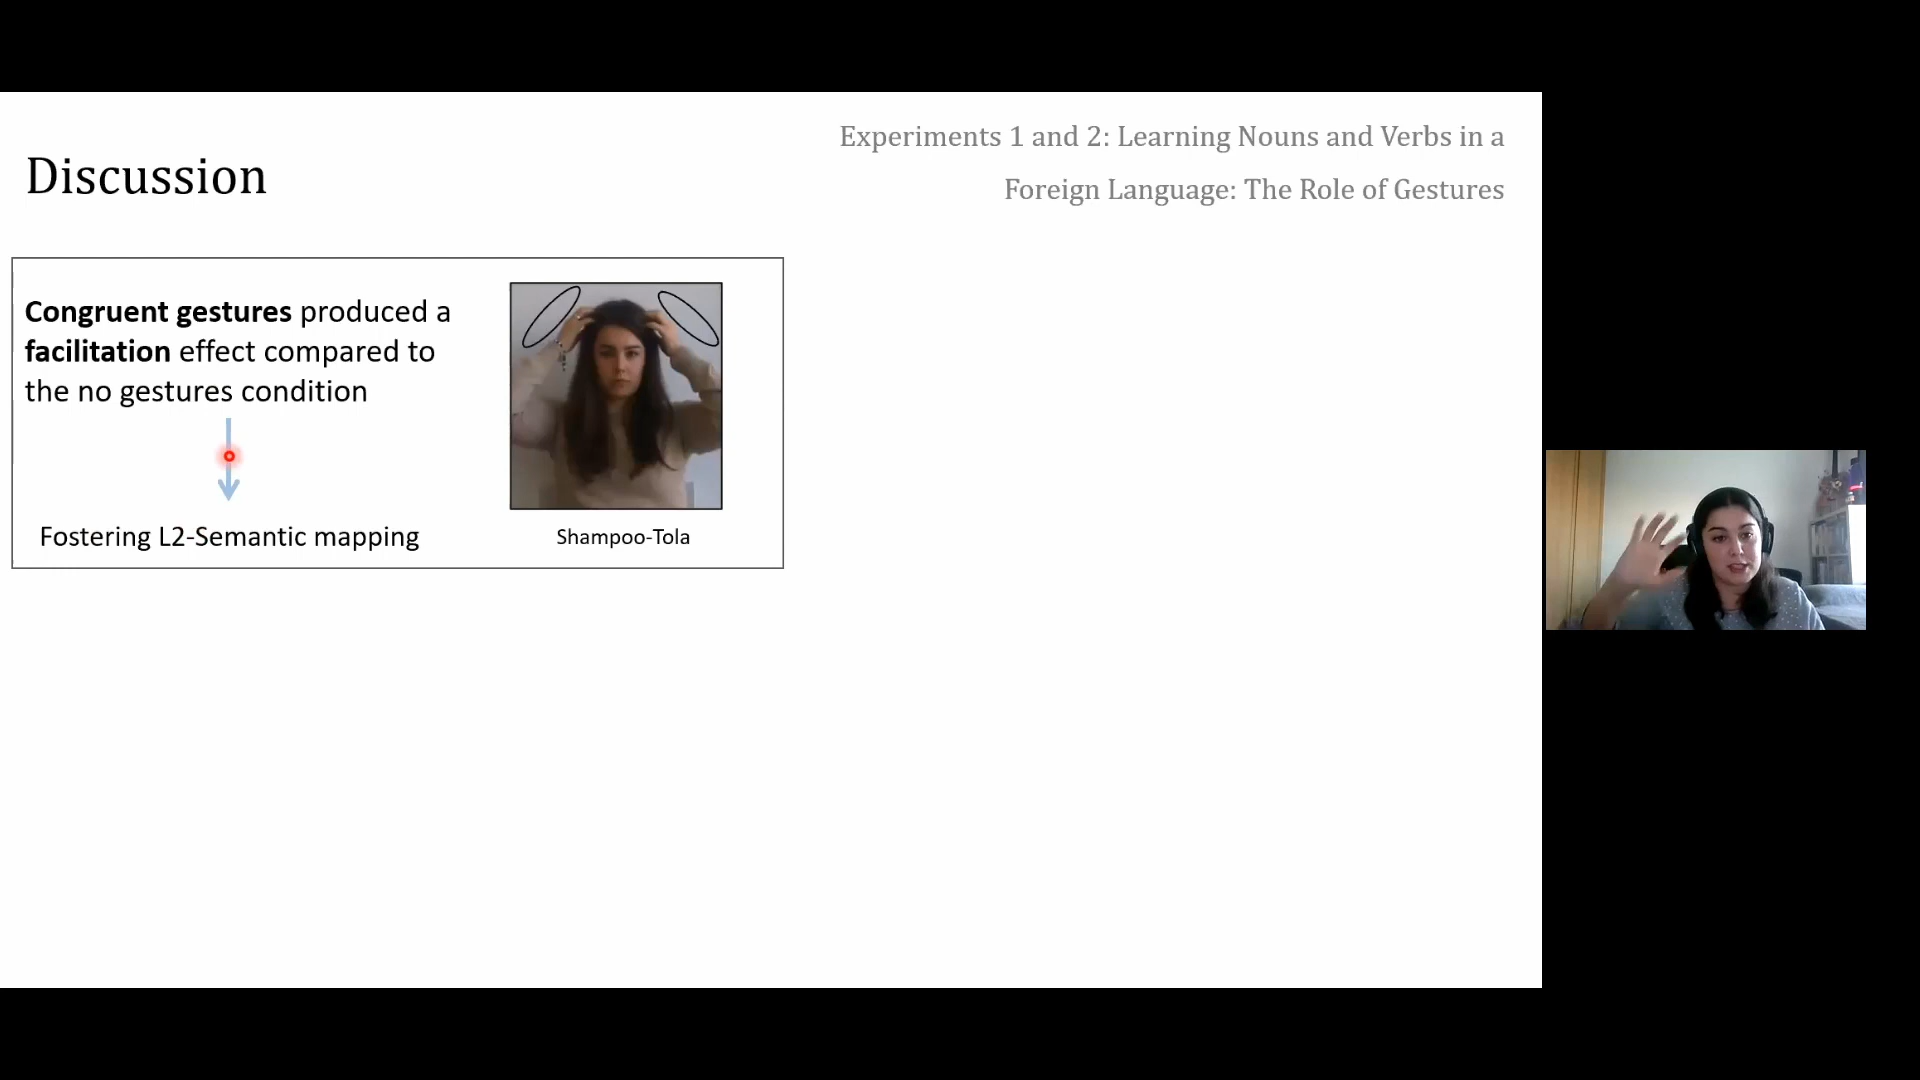 Experiments 1 and 2: Learning Nouns and Verbs in a
Foreign Language: The Role of Gestures
Discussion
Congruent gestures produced a
facilitation effect compared to
the no gestures condition
Fostering L2-Semantic mapping
Shampoo-Tola